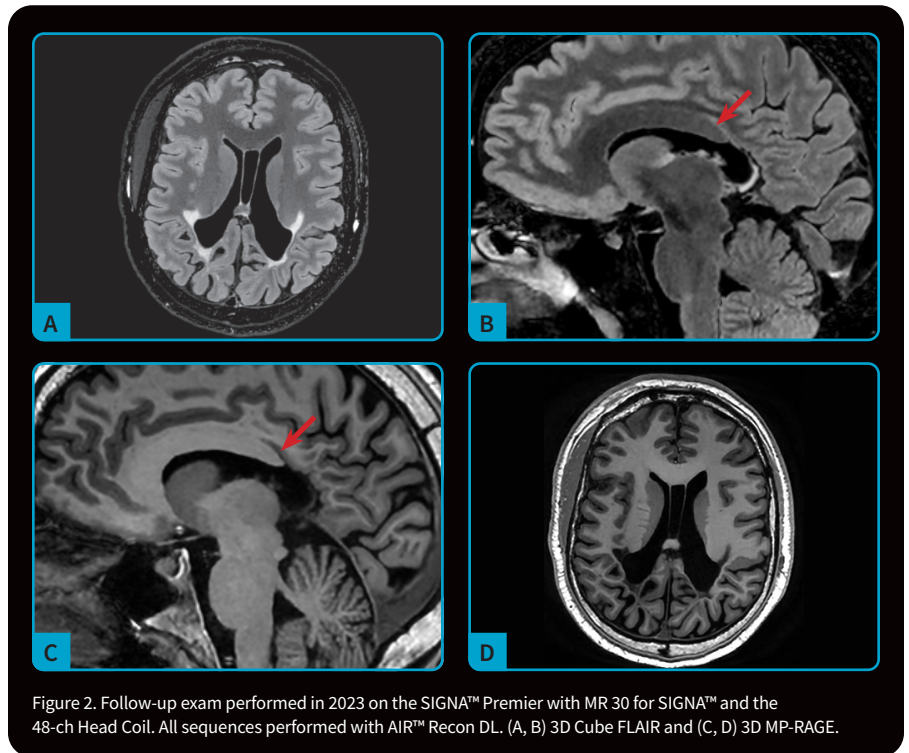 A
B
C
D
Figure 2. Follow-up exam performed in 2023 on the SIGNA™ Premier with MR 30 for SIGNA™ and the
48-ch Head Coil. All sequences performed with AIR™ Recon DL. (A, B) 3D Cube FLAIR and (C, D) 3D MP-RAGE.